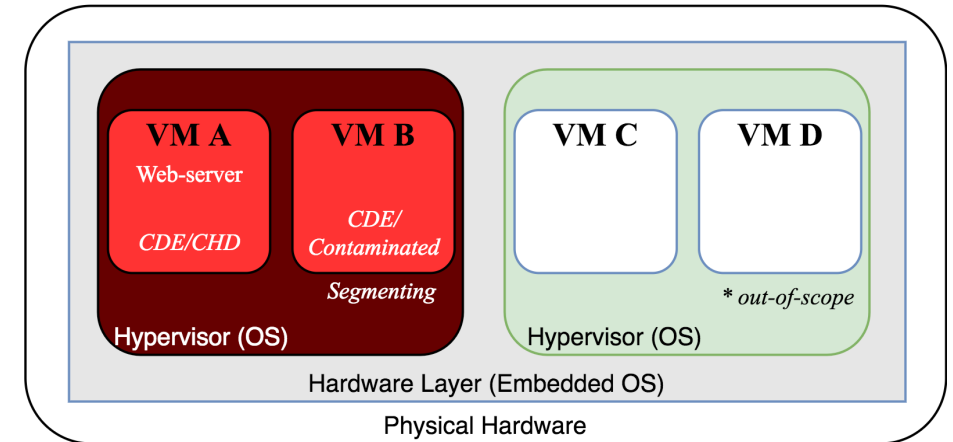 VM A
Web-server
CDE/CHD
VM B
CDE/
Contaminated
Segmenting
Hypervisor (OS)
VM C
VM D
* out-of-scope
Hypervisor (OS)
Hardware Layer (Embedded OS)
Physical Hardware